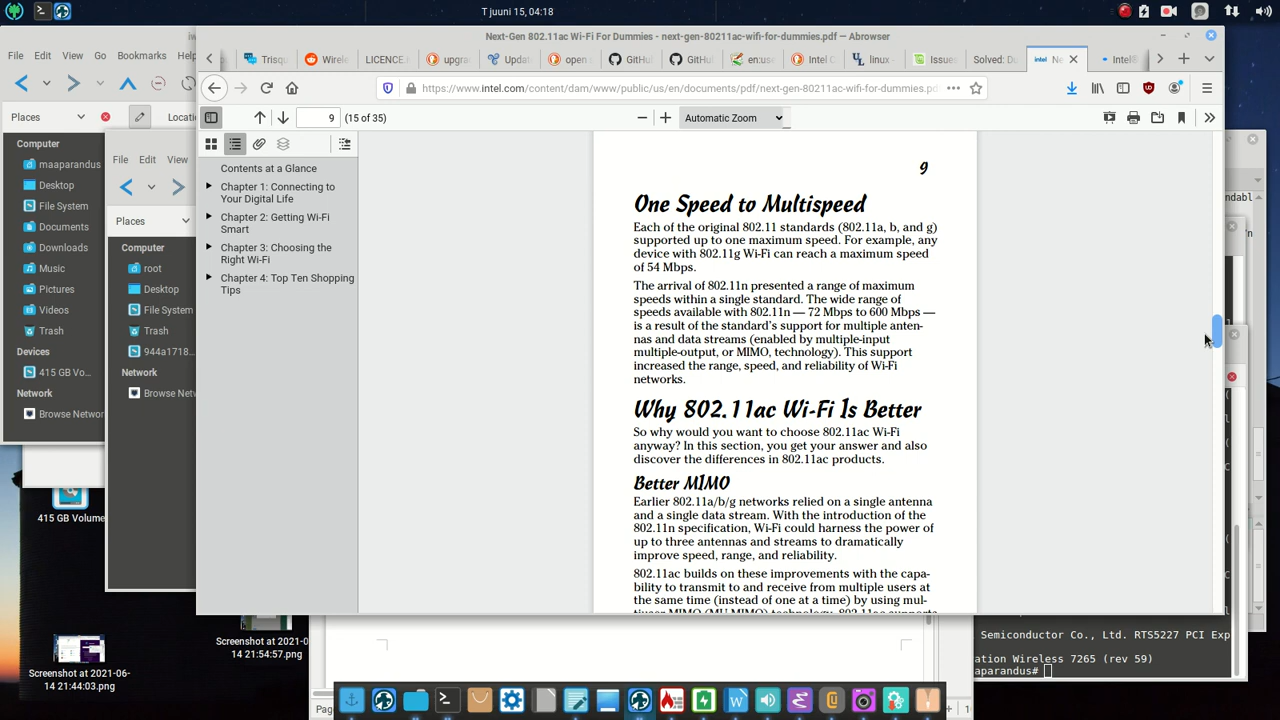 T juuni 15, 04:18
Next-Gen 802.11ac Wi-Fi For Dummies - next-gen-80211ac-wifi-for-dummies.pdf — Abrowser
File Edit View Go Bookmarks Help
Trisqu Reddit Wirele LICENCE. upgra Updat open GitHub GitHub en:use Intel C linux Issues Solved: Du Intel Ne Intel®
https://www.intel.com/content/dam/www/public/us/en/documents/pdf/next-gen-80211ac-wifi-for-dummies.pd
Places
9 (15 of 35) Automatic Zoom
Computer
maaparandus
Desktop
File System
Documents
Downloads
Music
Pictures
Videos
Trash
Devices
415 GB Vo...
Network
Browse Network
File Edit View
Places
Computer
root
Desktop
File System
Trash
944a1718...
Network
Browse Netw
Contents at a Glance
Chapter 1: Connecting to
Your Digital Life
Chapter 2: Getting Wi-Fi
Smart
Chapter 3: Choosing the
Right Wi-Fi
Chapter 4: Top Ten Shopping
Tips
9
One Speed to Multispeed
Each of the original 802.11 standards (802.11a, b, and g)
supported up to one maximum speed. For example, any
device with 802.11g Wi-Fi can reach a maximum speed
of 54 Mbps.
The arrival of 802.11n presented a range of maximum
speeds within a single standard. The wide range of
speeds available with 802.11n — 72 Mbps to 600 Mbps —
is a result of the standard's support for multiple anten-
nas and data streams (enabled by multiple-input
multiple-output, or MIMO, technology). This support
increased the range, speed, and reliability of Wi-Fi
networks.
Why 802.11ac Wi-Fi Is Better
So why would you want to choose 802.11ac Wi-Fi
anyway? In this section, you get your answer and also
discover the differences in 802.11ac products.
Better MIMO
Earlier 802.11a/b/g networks relied on a single antenna
and a single data stream. With the introduction of the
802.11n specification, Wi-Fi could harness the power of
up to three antennas and streams to dramatically
improve speed, range, and reliability.
802.11ac builds on these improvements with the capa-
bility to transmit to and receive from multiple users at
the same time (instead of one at a time) by using mul-
tiuser MIMO (MU-MIMO) technology. 802.11ac supports
415 GB Volume
Screenshot at 2021-06-
14 21:44:03.png
Screenshot at 2021-0
14 21:54:57.png
Semiconductor Co., Ltd. RTS5227 PCI Exp
ation Wireless 7265 (rev 59)
aparandus#